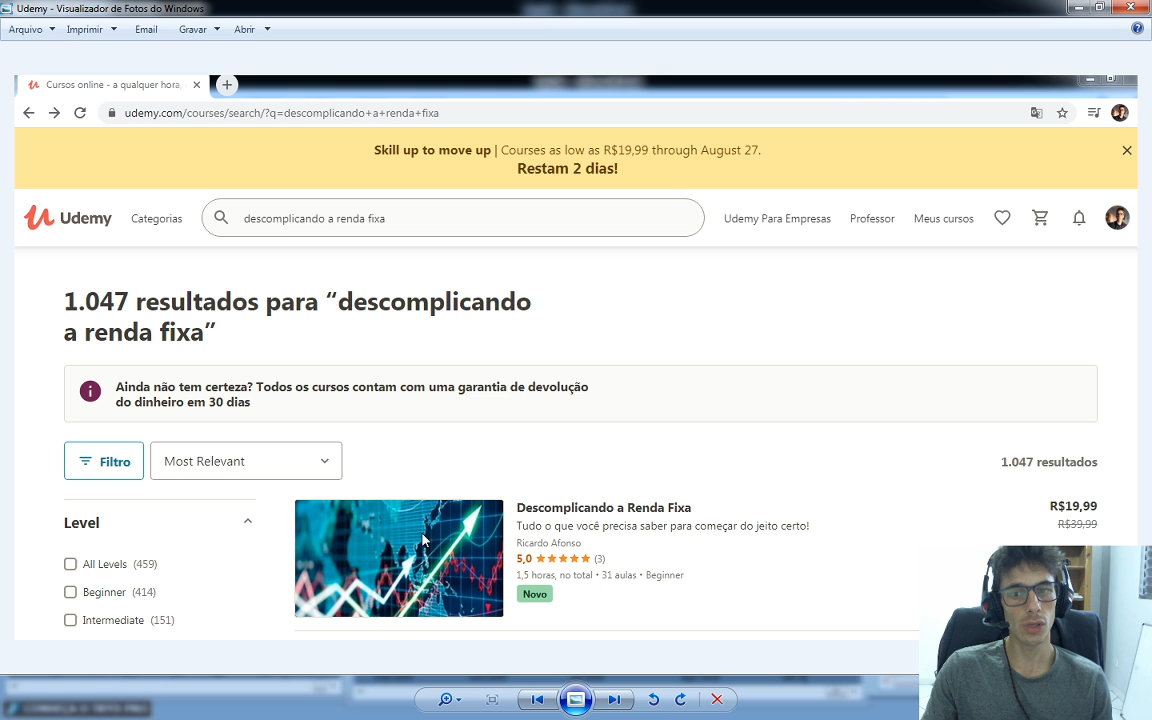 Udemy - Visualizador de Fotos do Windows
Arquivo Imprimir Email Gravar Abrir
Cursos online - a qualquer hora,
udemy.com/courses/search/?q=descomplicando+a+renda+fixa
Skill up to move up | Courses as low as R$19,99 through August 27.
Restam 2 dias!
Udemy Categorias descomplicando a renda fixa Udemy Para Empresas Professor Meus cursos
1.047 resultados para “descomplicando
a renda fixa”
Ainda não tem certeza? Todos os cursos contam com uma garantia de devolução
do dinheiro em 30 dias
Filtro Most Relevant 1.047 resultados
Level
All Levels (459)
Beginner (414)
Intermediate (151)
Descomplicando a Renda Fixa R$19,99
Tudo o que você precisa saber para começar do jeito certo! R$39,99
Ricardo Afonso
5,0 (3)
1,5 horas, no total • 31 aulas • Beginner
Novo